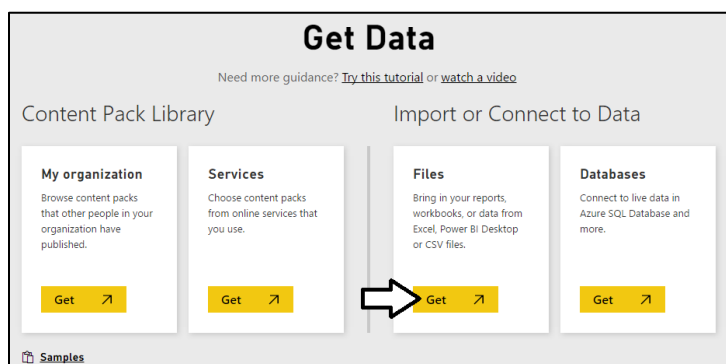 Get Data
Need more guidance? Try this tutorial or watch a video
Content Pack Library
Import or Connect to Data
My organization
Browse content packs
that other people in your
organization have
published.
Get
Services
Choose content packs
from online services that
you use.
Get
Files
Bring in your reports,
workbooks, or data from
Excel, Power BI Desktop
or CSV files.
Get
Databases
Connect to live data in
Azure SQL Database and
more.
Get
Samples